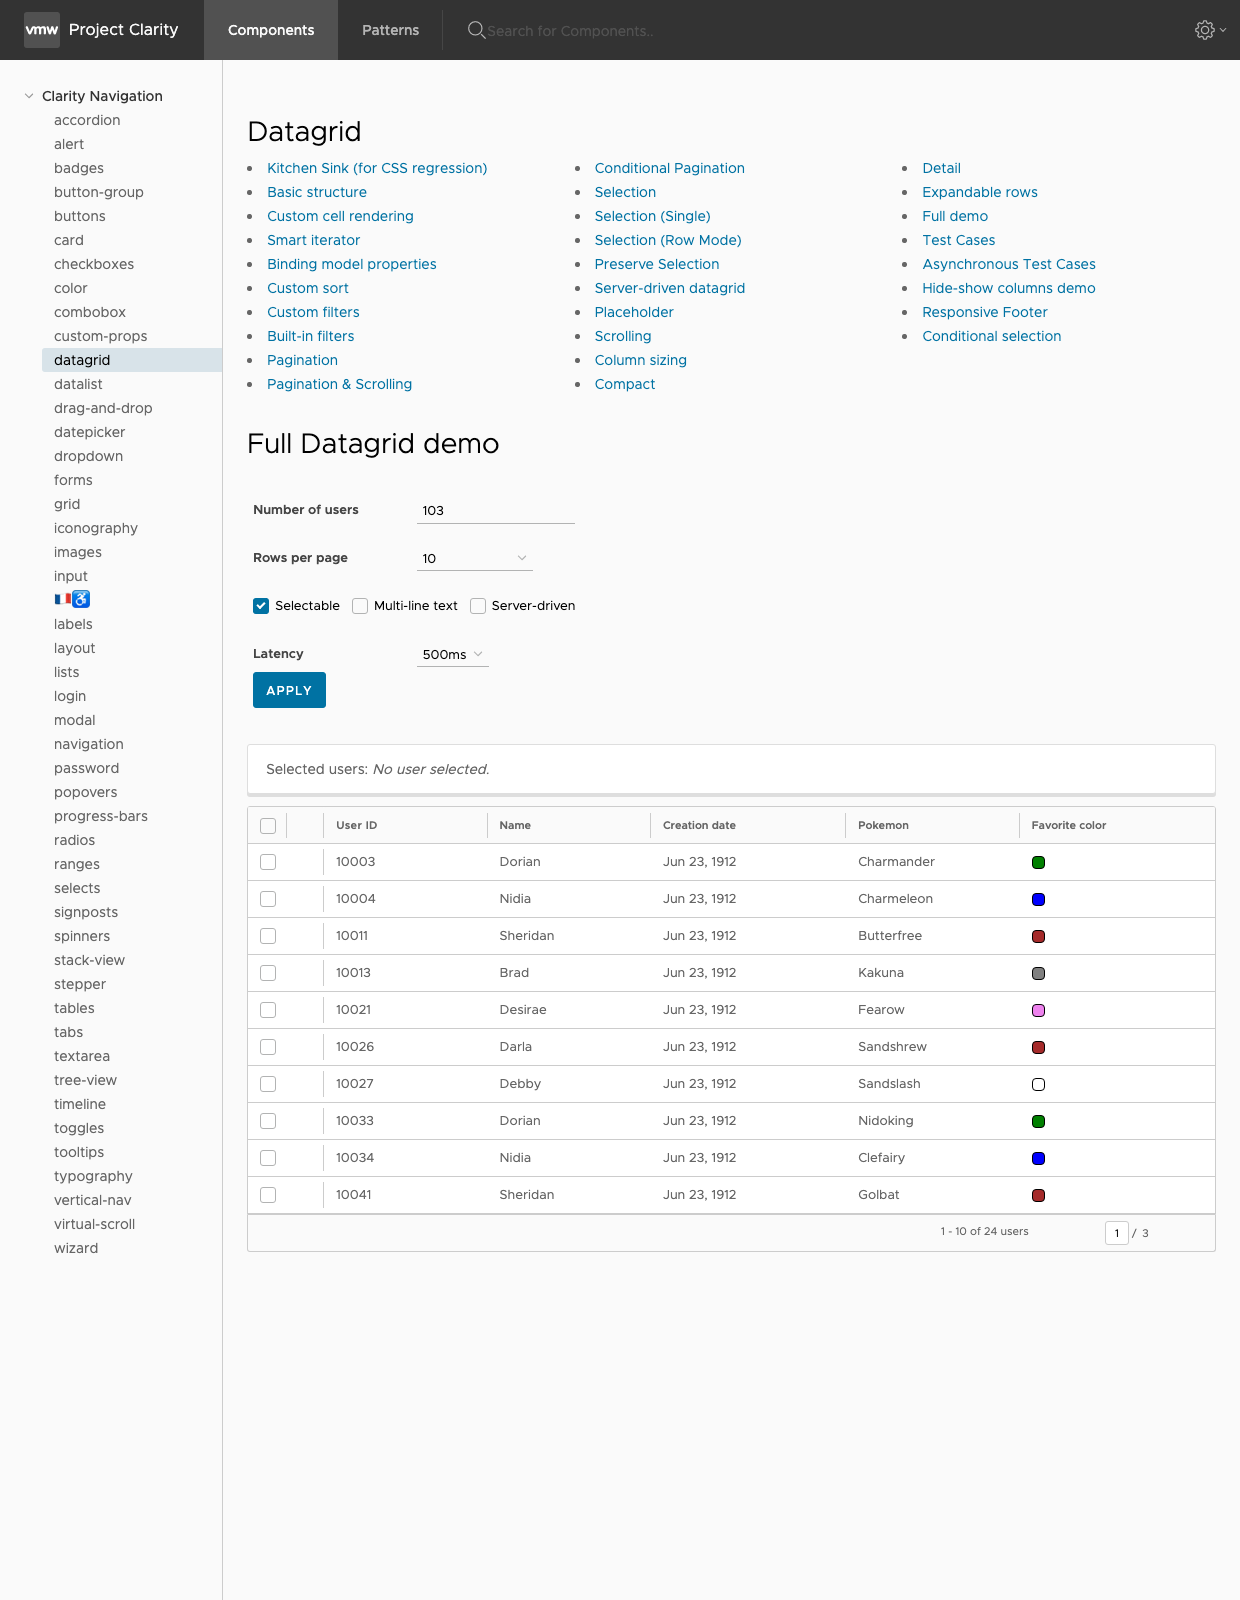 vmw Project Clarity Components Patterns Search for Components..
Clarity Navigation
accordion
alert
badges
button-group
buttons
card
checkboxes
color
combobox
custom-props
datagrid
datalist
drag-and-drop
datepicker
dropdown
forms
grid
iconography
images
input
🇫🇷♿
labels
layout
lists
login
modal
navigation
password
popovers
progress-bars
radios
ranges
selects
signposts
spinners
stack-view
stepper
tables
tabs
textarea
tree-view
timeline
toggles
tooltips
typography
vertical-nav
virtual-scroll
wizard
Datagrid
Kitchen Sink (for CSS regression)
Basic structure
Custom cell rendering
Smart iterator
Binding model properties
Custom sort
Custom filters
Built-in filters
Pagination
Pagination & Scrolling
Conditional Pagination
Selection
Selection (Single)
Selection (Row Mode)
Preserve Selection
Server-driven datagrid
Placeholder
Scrolling
Column sizing
Compact
Detail
Expandable rows
Full demo
Test Cases
Asynchronous Test Cases
Hide-show columns demo
Responsive Footer
Conditional selection
Full Datagrid demo
Number of users 103
Rows per page 10
Selectable Multi-line text Server-driven
Latency 500ms
APPLY
Selected users: No user selected.
User ID Name Creation date Pokemon Favorite color
10003 Dorian Jun 23, 1912 Charmander
10004 Nidia Jun 23, 1912 Charmeleon
10011 Sheridan Jun 23, 1912 Butterfree
10013 Brad Jun 23, 1912 Kakuna
10021 Desirae Jun 23, 1912 Fearow
10026 Darla Jun 23, 1912 Sandshrew
10027 Debby Jun 23, 1912 Sandslash
10033 Dorian Jun 23, 1912 Nidoking
10034 Nidia Jun 23, 1912 Clefairy
10041 Sheridan Jun 23, 1912 Golbat
1 - 10 of 24 users 1 / 3